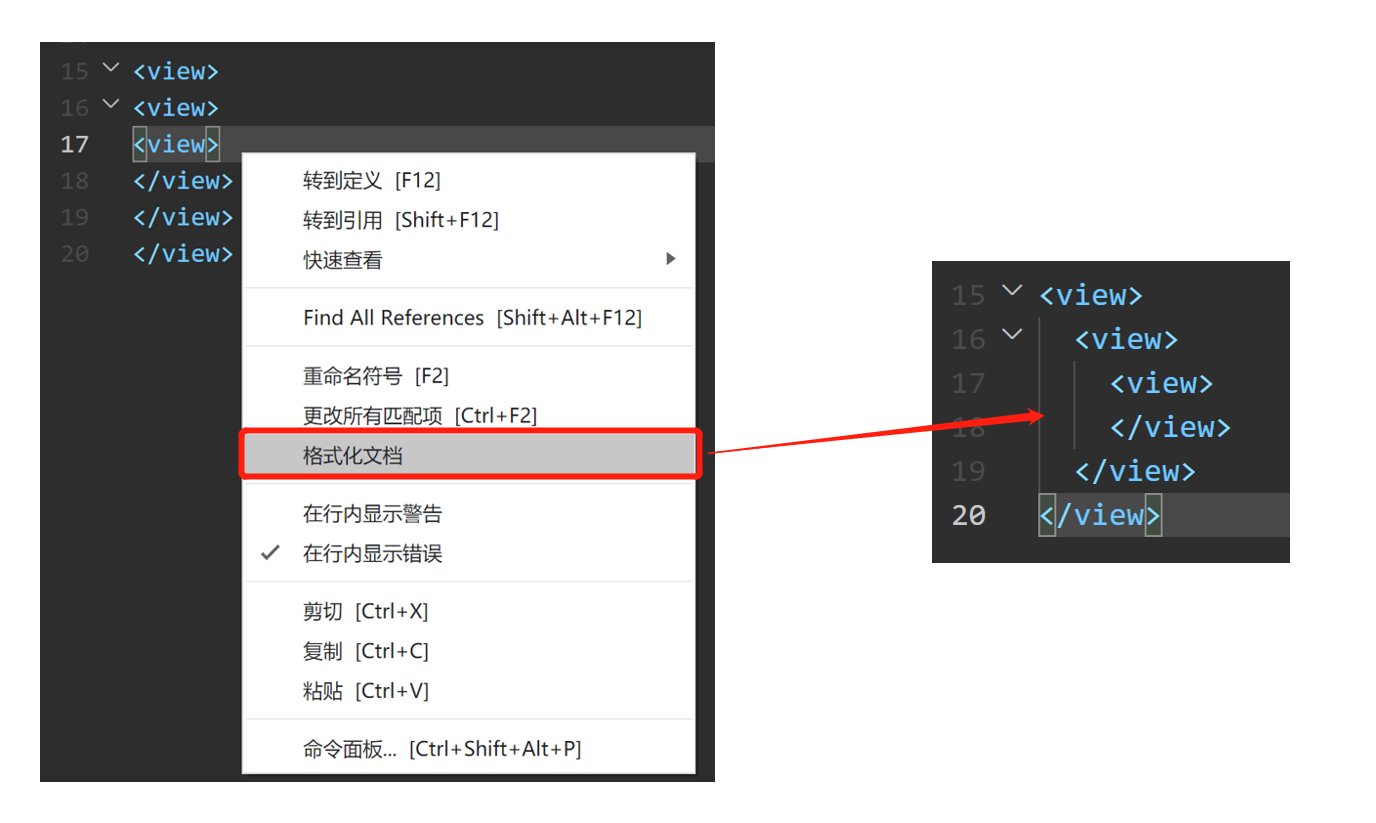 15 <view>
16 <view>
17 <view>
18 </view>
19 </view>
20 </view>
转到定义 [F12]
转到引用 [Shift+F12]
快速查看
Find All References [Shift+Alt+F12]
重命名符号 [F2]
更改所有匹配项 [Ctrl+F2]
格式化文档
在行内显示警告
在行内显示错误
剪切 [Ctrl+X]
复制 [Ctrl+C]
粘贴 [Ctrl+V]
命令面板... [Ctrl+Shift+Alt+P]
15 <view>
16 <view>
17 <view>
18 </view>
19 </view>
20 </view>